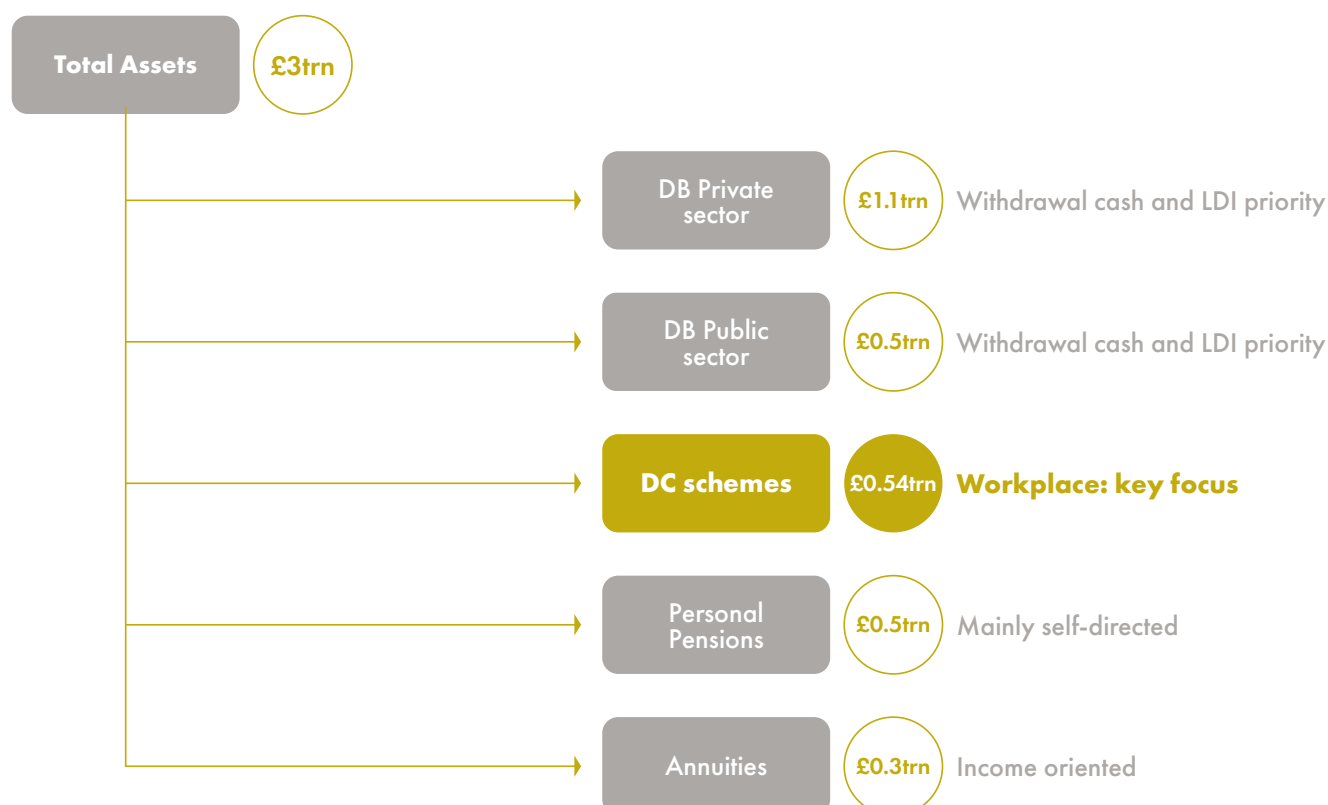 Total Assets
£3trn
DB Private
sector
£1.1trn
Withdrawal cash and LDI priority
DB Public
sector
£0.5trn
Withdrawal cash and LDI priority
DC schemes
£0.54trn
Workplace: key focus
Personal
Pensions
£0.5trn
Mainly self-directed
Annuities
£0.3trn
Income oriented